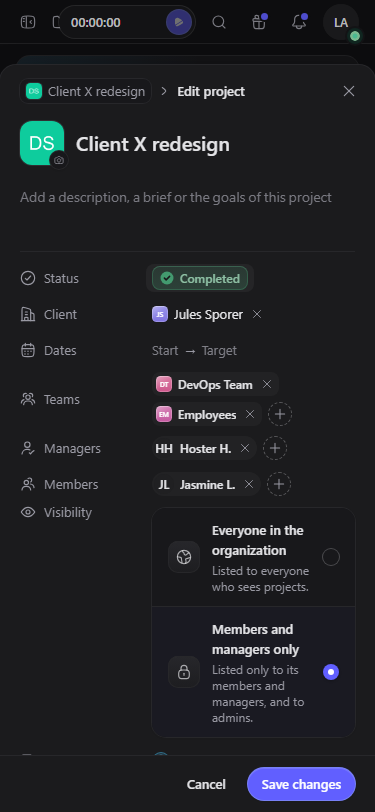 00:00:00
LA
DS Client X redesign > Edit project
DS
Client X redesign
Add a description, a brief or the goals of this project
Status
Completed
Client
JS Jules Sporer
Dates
Start → Target
Teams
DT DevOps Team
EM Employees
Managers
HH Hoster H.
Members
JL Jasmine L.
Visibility
Everyone in the
organization
Listed to everyone
who sees projects.
Members and
managers only
Listed only to its
members and
managers, and to
admins.
Cancel
Save changes